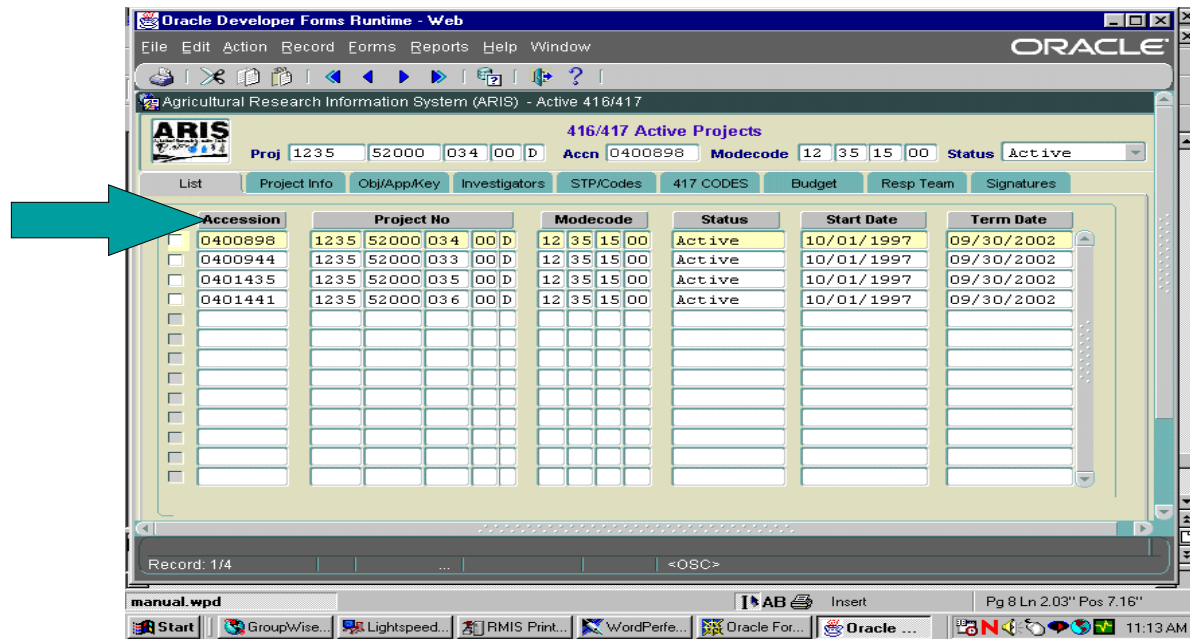 Oracle Developer Forms Runtime - Web
File Edit Action Record Forms Reports Help Window
ORACLE
Agricultural Research Information System (ARIS) - Active 416/417
ARIS
416/417 Active Projects
Proj 1235 52000 034 00 D Accn 0400898 Modecode 12 35 15 00 Status Active
List Project Info Obj/App/Key Investigators STP/Codes 417 CODES Budget Resp Team Signatures
Accession Project No Modecode Status Start Date Term Date
0400898 1235 52000 034 00 D 12 35 15 00 Active 10/01/1997 09/30/2002
0400944 1235 52000 033 00 D 12 35 15 00 Active 10/01/1997 09/30/2002
0401435 1235 52000 035 00 D 12 35 15 00 Active 10/01/1997 09/30/2002
0401441 1235 52000 036 00 D 12 35 15 00 Active 10/01/1997 09/30/2002
Record: 1/4 ... <OSC>
manual.wpd AB Insert Pg 8 Ln 2.03" Pos 7.16"
Start GroupWise... Lightspeed... RMIS Print... WordPerfe... Oracle For... Oracle ... 11:13 AM